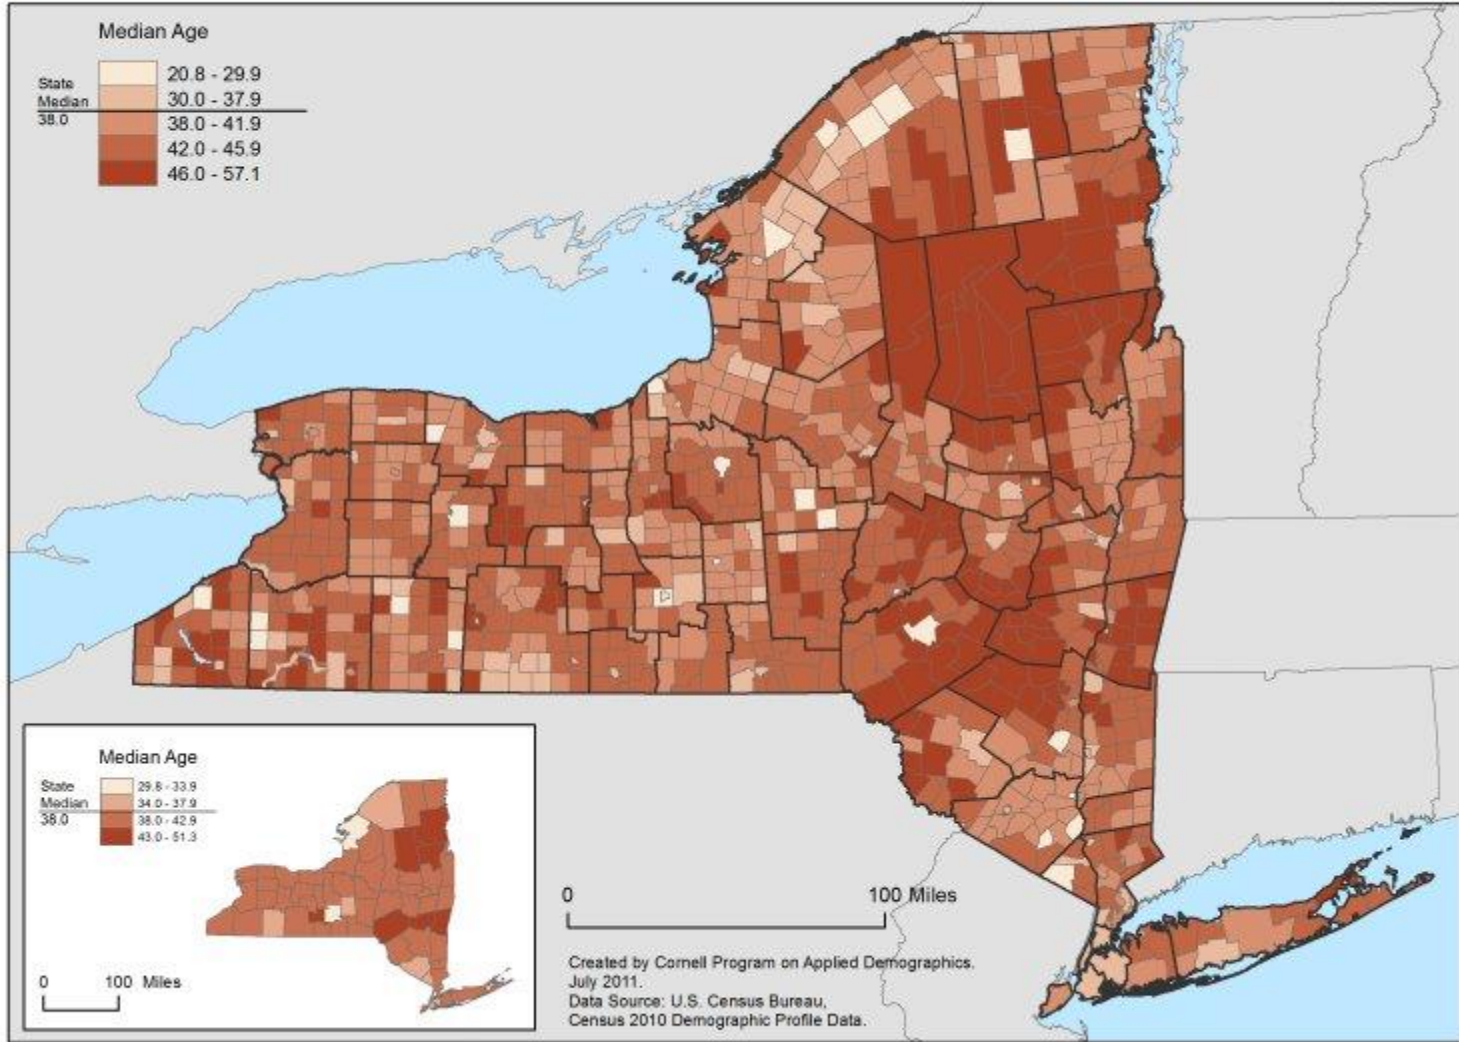 Median Age
State
Median
38.0
20.8 - 29.9
30.0 - 37.9
38.0 - 41.9
42.0 - 45.9
46.0 - 57.1
Median Age
State
Median
38.0
29.8 - 33.9
34.0 - 37.9
38.0 - 42.9
43.0 - 51.3
0 100 Miles
0 100 Miles
Created by Cornell Program on Applied Demographics.
July 2011.
Data Source: U.S. Census Bureau,
Census 2010 Demographic Profile Data.